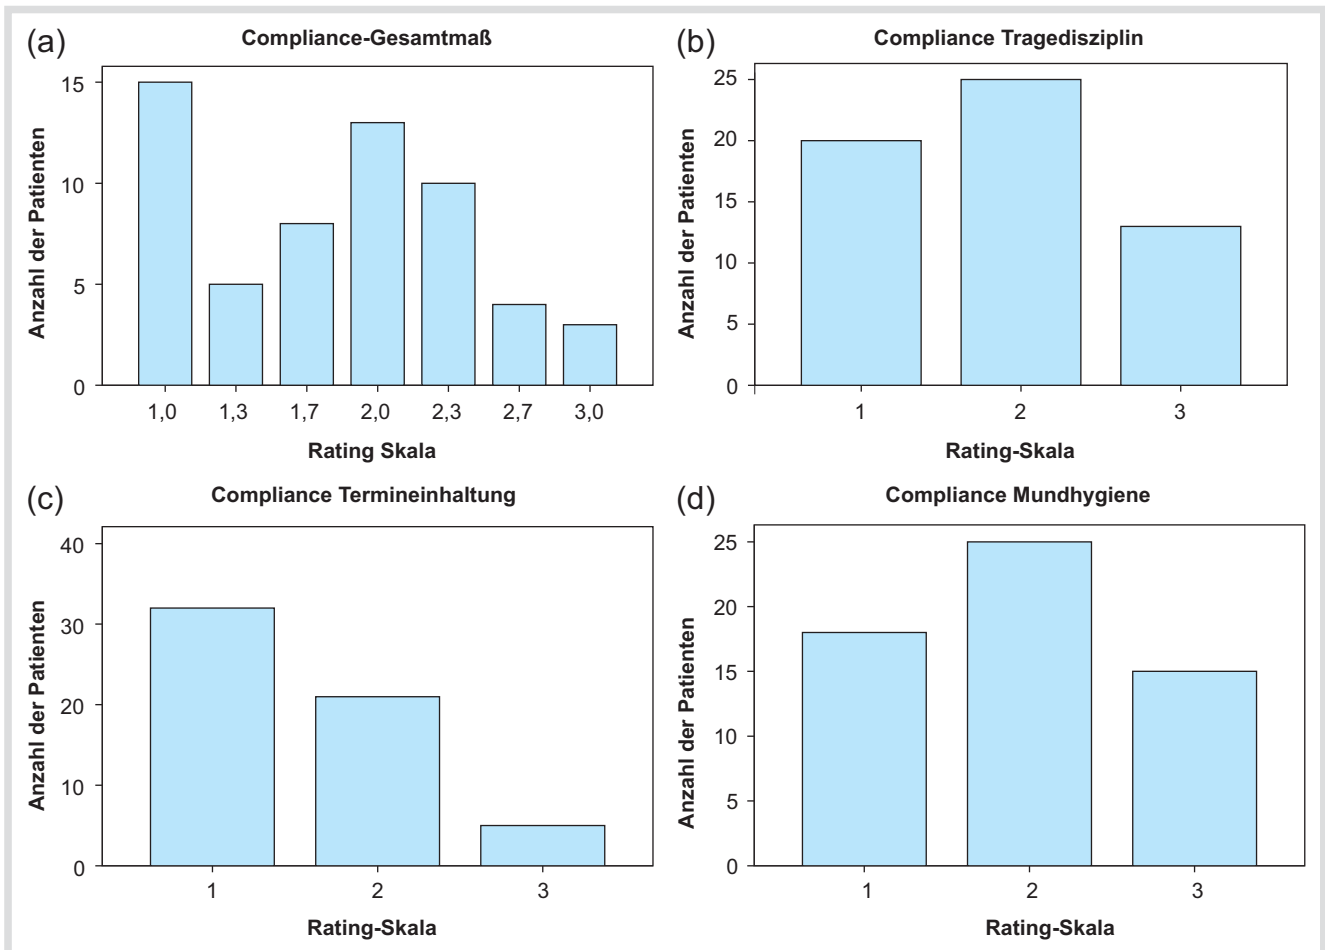 (a)
Compliance-Gesamtmaß
Anzahl der Patienten
15
10
5
0
1,0 1,3 1,7 2,0 2,3 2,7 3,0
Rating Skala
(b)
Compliance Tragedisziplin
Anzahl der Patienten
25
20
15
10
5
0
1 2 3
Rating-Skala
(c)
Compliance Termineinhaltung
Anzahl der Patienten
40
30
20
10
0
1 2 3
Rating-Skala
(d)
Compliance Mundhygiene
Anzahl der Patienten
25
20
15
10
5
0
1 2 3
Rating-Skala